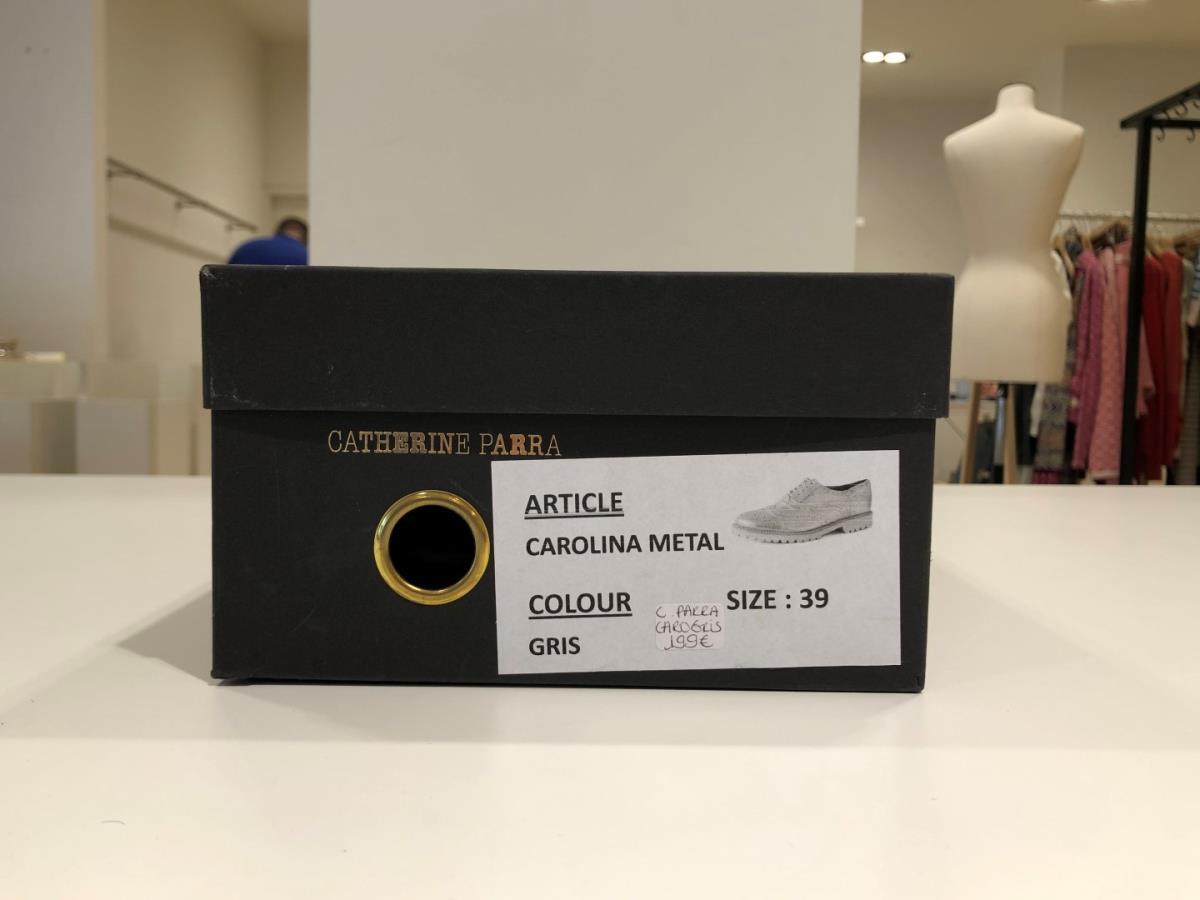 CATHERINE PARRA
ARTICLE
CAROLINA METAL
COLOUR
SIZE : 39
GRIS
C. PARRA
CAROGRIS
199€